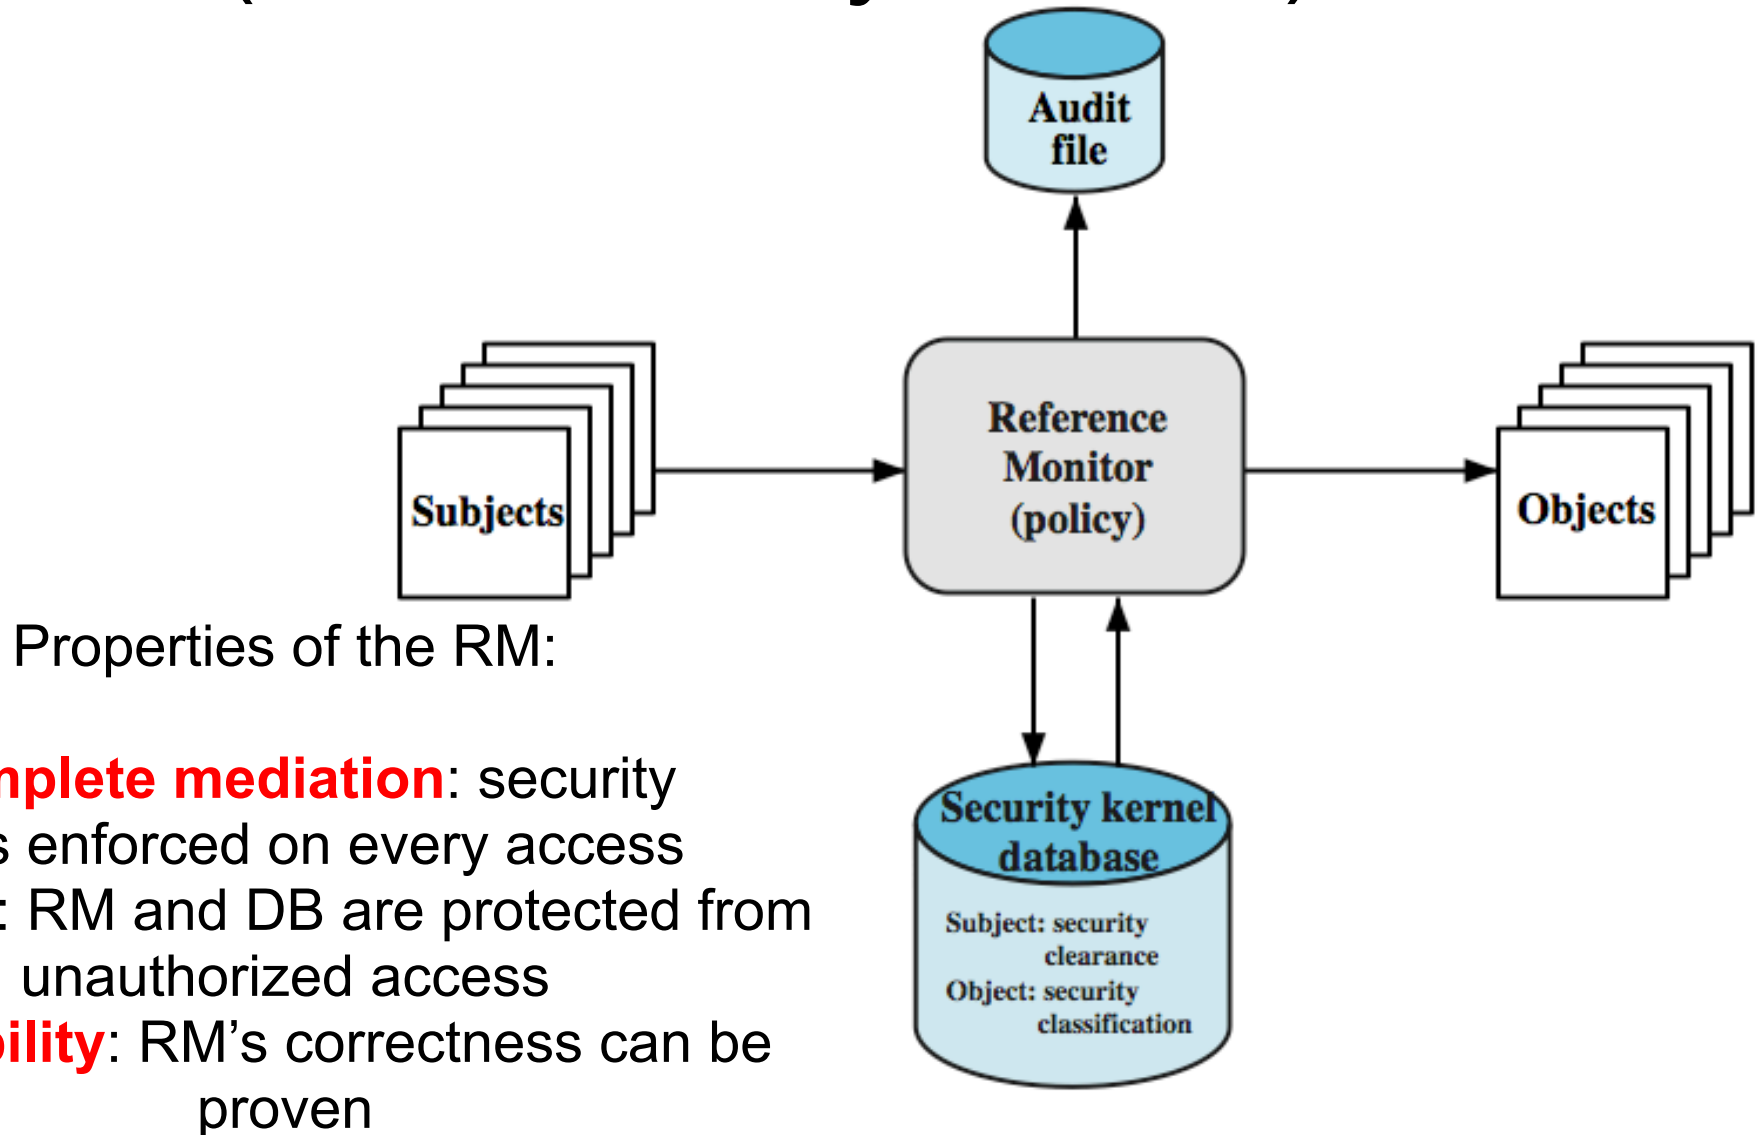 Audit
file
Reference
Monitor
(policy)
Subjects
Objects
Properties of the RM:
mplete mediation: security
s enforced on every access
: RM and DB are protected from
unauthorized access
bility: RM’s correctness can be
proven
Security kernel
database
Subject: security
clearance
Object: security
classification